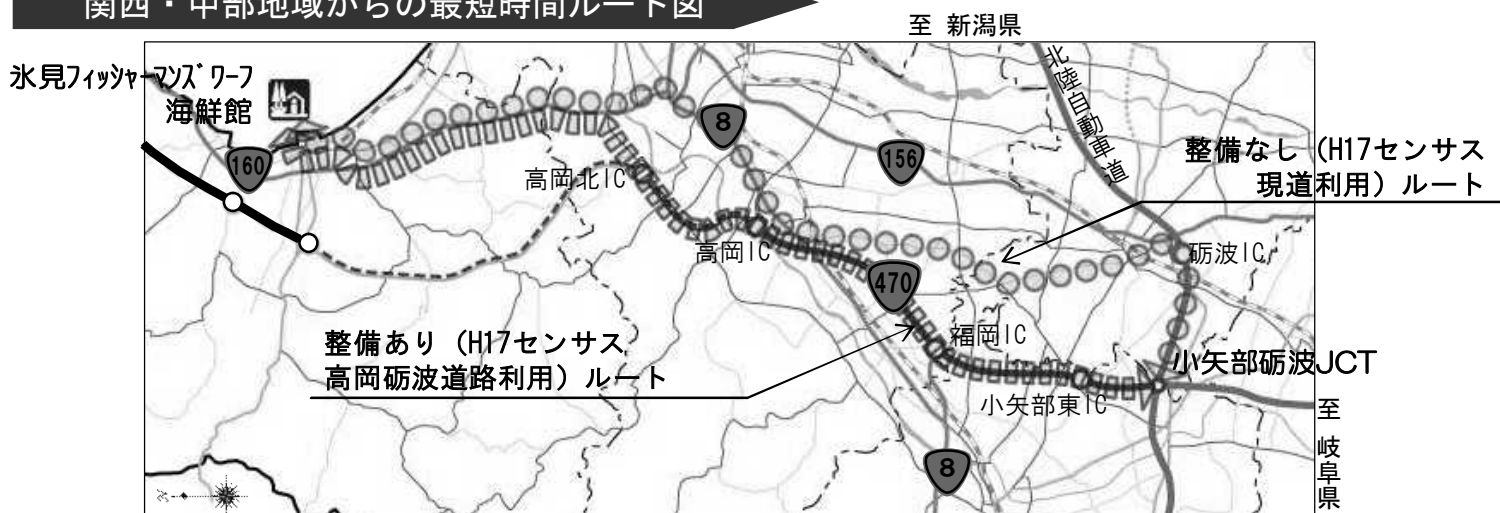 関西・中部地域からの最短時間ルート図
至 新潟県
氷見フィッシャーマンズワーフ
海鮮館
北陸自動車道
8
160
156
整備なし（H17センサス
現道利用）ルート
高岡北IC
高岡IC
砺波IC
470
整備あり（H17センサス
高岡砺波道路利用）ルート
福岡IC
小矢部砺波JCT
小矢部東IC
至 岐阜県
8